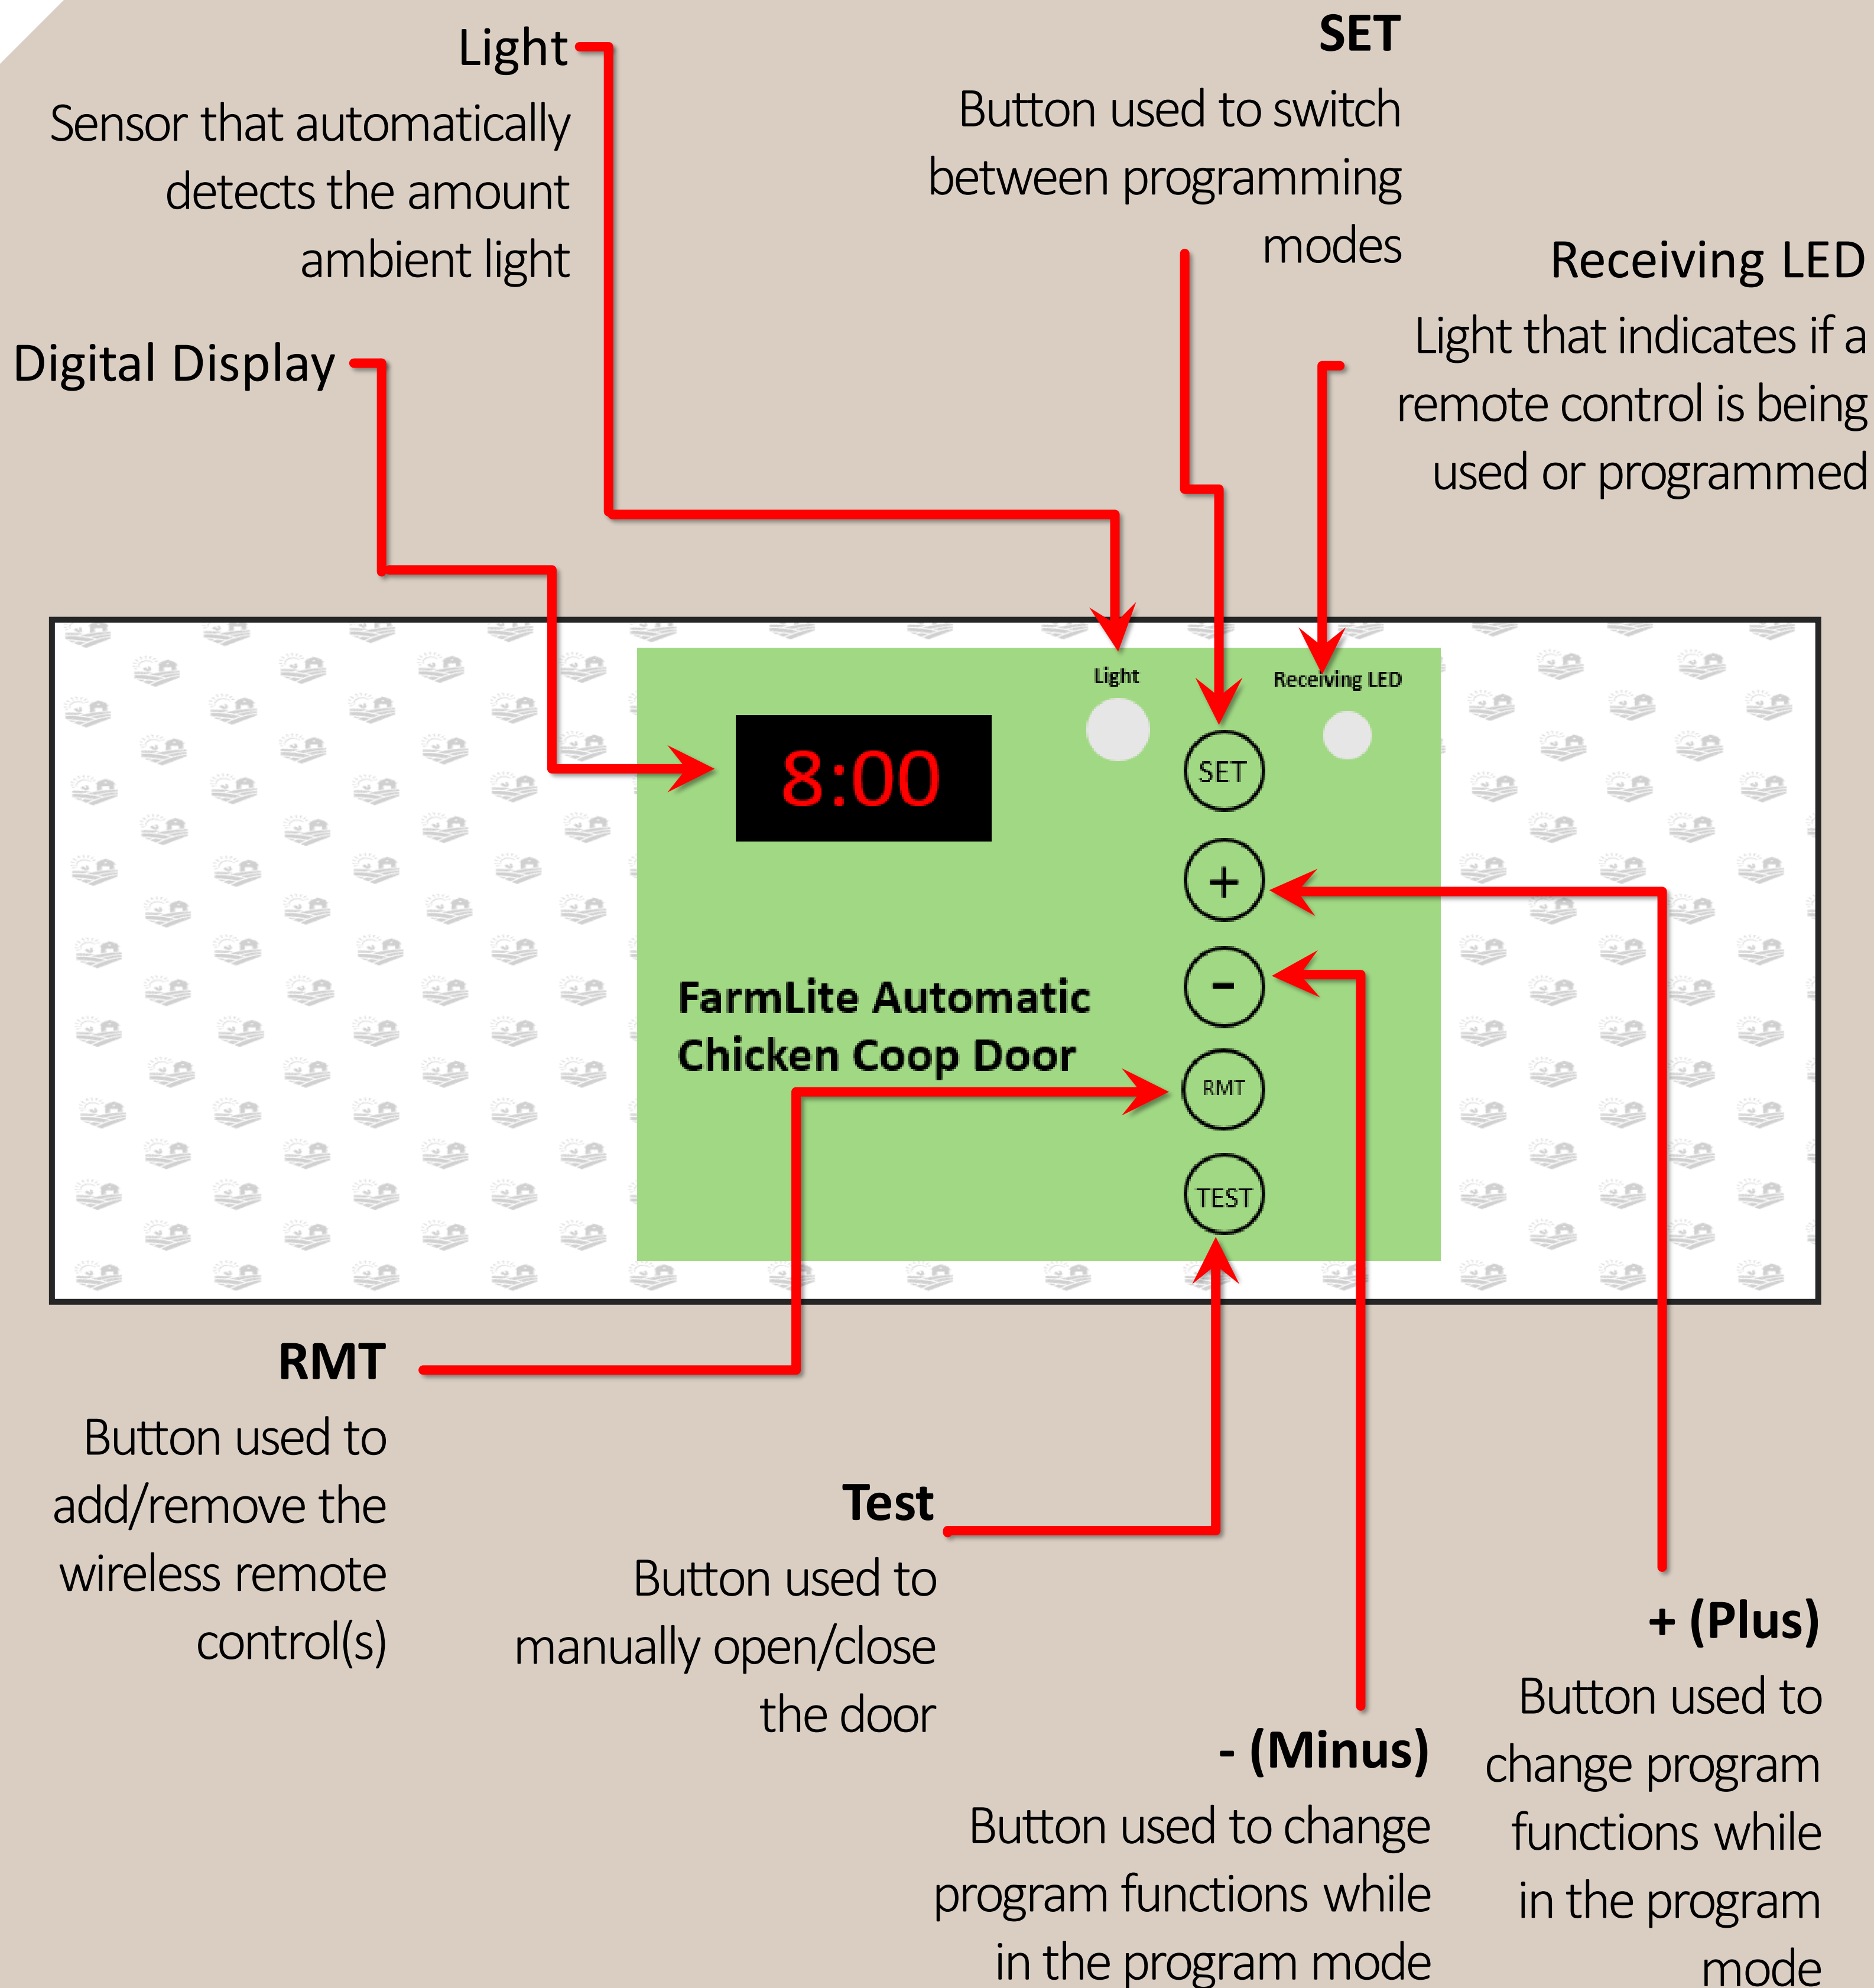 Light
Sensor that automatically
detects the amount
ambient light
SET
Button used to switch
between programming
modes
Receiving LED
Light that indicates if a
remote control is being
used or programmed
Digital Display
Light
Receiving LED
8:00
SET
+
-
FarmLite Automatic
Chicken Coop Door
RMT
TEST
RMT
Button used to
add/remove the
wireless remote
control(s)
Test
Button used to
manually open/close
the door
- (Minus)
Button used to change
program functions while
in the program mode
+ (Plus)
Button used to
change program
functions while
in the program
mode